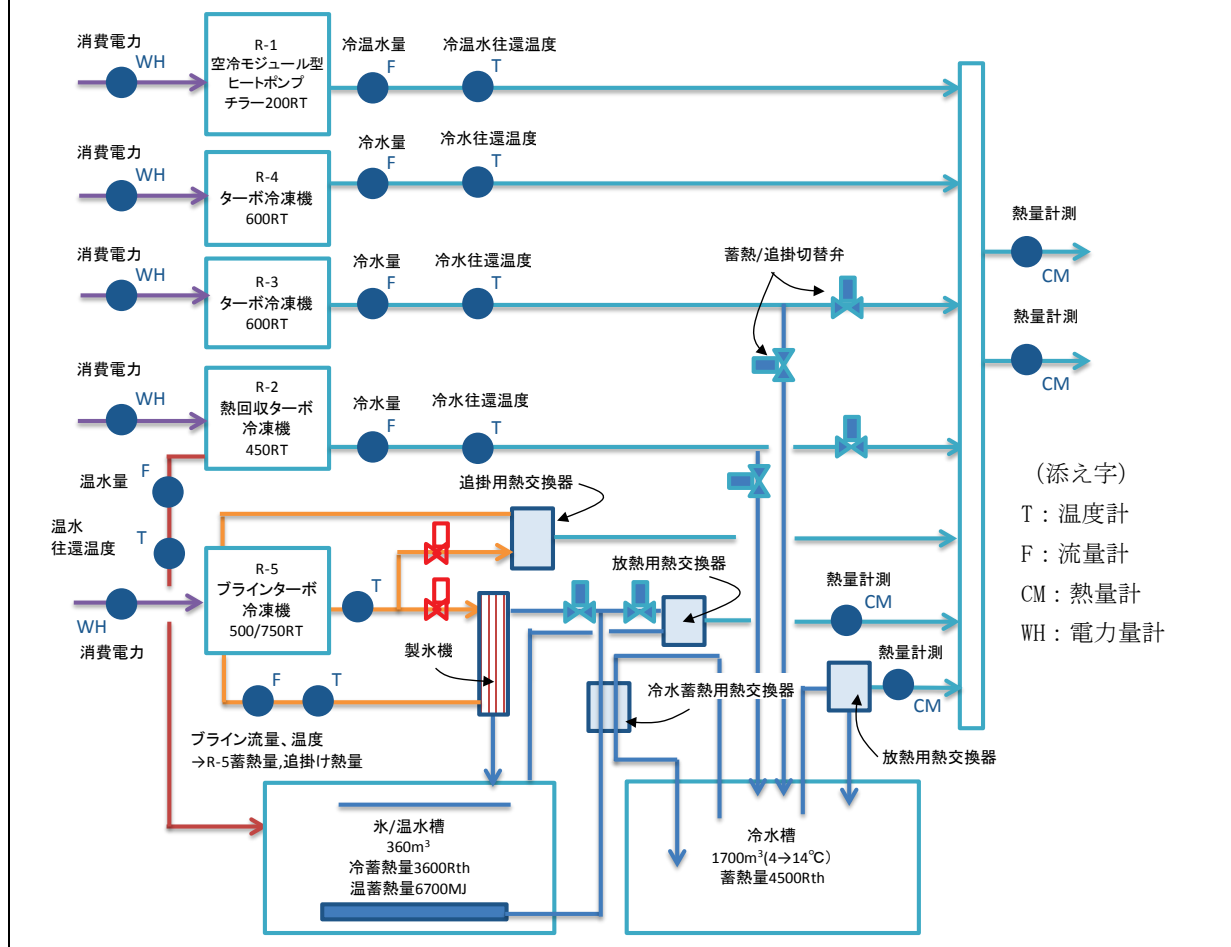 消費電力
WH
R-1
空冷モジュール型
ヒートポンプ
チラー200RT
冷温水量
F
冷温水往還温度
T
消費電力
WH
R-4
ターボ冷凍機
600RT
冷水量
F
冷水往還温度
T
消費電力
WH
R-3
ターボ冷凍機
600RT
冷水量
F
冷水往還温度
T
蓄熱/追掛切替弁
熱量計測
CM
熱量計測
CM
消費電力
WH
R-2
熱回収ターボ
冷凍機
450RT
冷水量
F
冷水往還温度
T
温水量
F
温水
往還温度
T
追掛用熱交換器
WH
消費電力
R-5
ブラインターボ
冷凍機
500/750RT
T
放熱用熱交換器
熱量計測
CM
製氷機
F
T
ブライン流量、温度
→R-5蓄熱量,追掛け熱量
冷水蓄熱用熱交換器
熱量計測
CM
放熱用熱交換器
氷/温水槽
360m³
冷蓄熱量3600Rth
温蓄熱量6700MJ
冷水槽
1700m³(4→14℃)
蓄熱量4500Rth
(添え字)
T：温度計
F：流量計
CM：熱量計
WH：電力量計